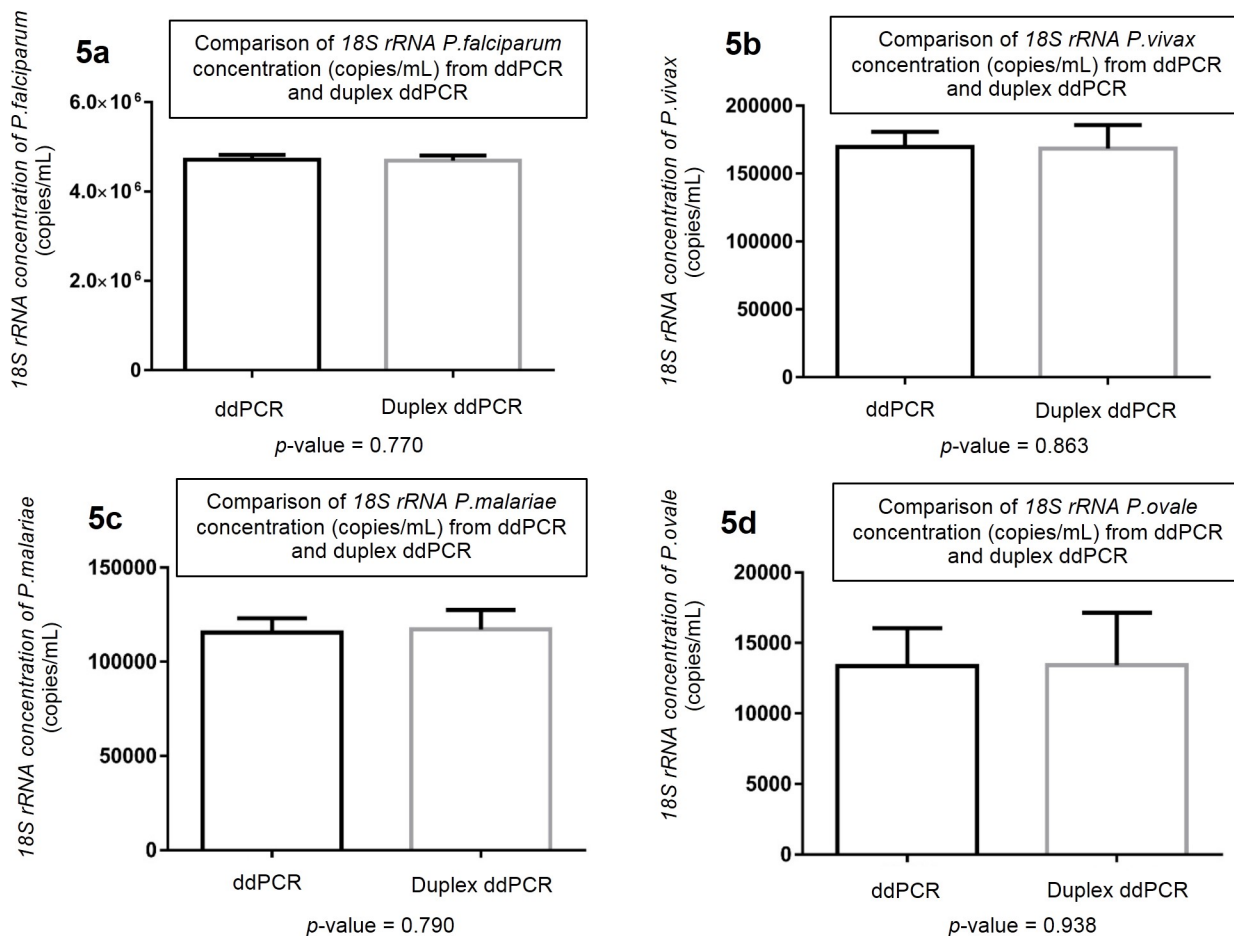 5a
Comparison of 18S rRNA P.falciparum
concentration (copies/mL) from ddPCR
and duplex ddPCR
18S rRNA concentration of P.falciparum
(copies/mL)
6.0×10⁶
4.0×10⁶
2.0×10⁶
0
ddPCR
Duplex ddPCR
p-value = 0.770
5b
Comparison of 18S rRNA P.vivax
concentration (copies/mL) from ddPCR
and duplex ddPCR
18S rRNA concentration of P.vivax
(copies/mL)
200000
150000
100000
50000
0
ddPCR
Duplex ddPCR
p-value = 0.863
5c
Comparison of 18S rRNA P.malariae
concentration (copies/mL) from ddPCR
and duplex ddPCR
18S rRNA concentration of P.malariae
(copies/mL)
150000
100000
50000
0
ddPCR
Duplex ddPCR
p-value = 0.790
5d
Comparison of 18S rRNA P.ovale
concentration (copies/mL) from ddPCR
and duplex ddPCR
18S rRNA concentration of P.ovale
(copies/mL)
20000
15000
10000
5000
0
ddPCR
Duplex ddPCR
p-value = 0.938